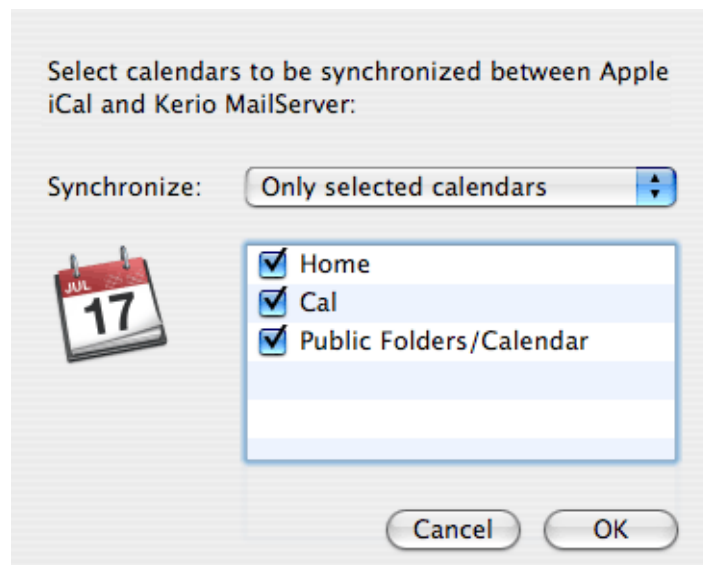 Select calendars to be synchronized between Apple
iCal and Kerio MailServer:
Synchronize: Only selected calendars
JUL
17
Home
Cal
Public Folders/Calendar
Cancel OK